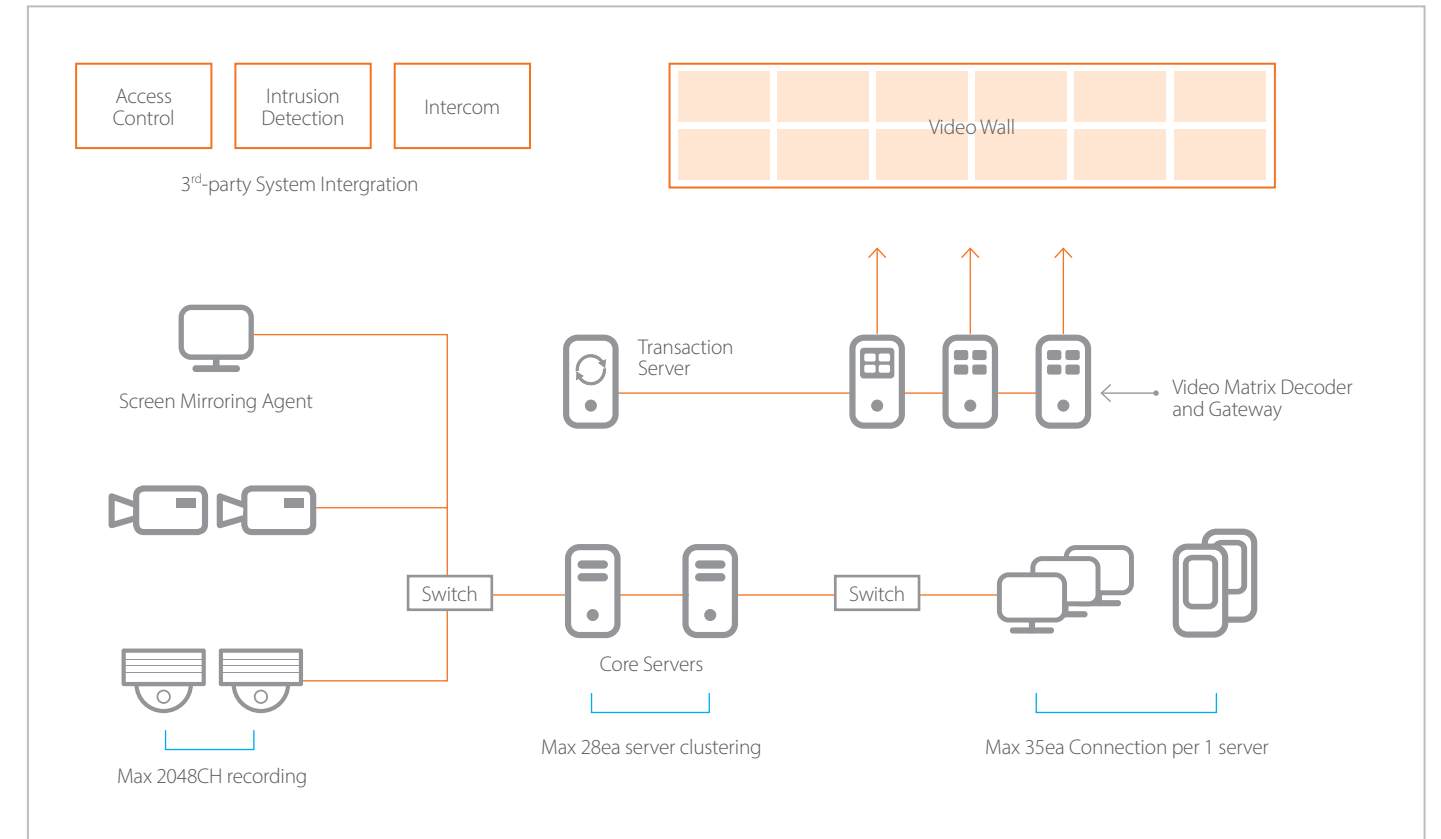 Access
Control
Intrusion
Detection
Intercom
3rd-party System Intergration
Video Wall
Screen Mirroring Agent
Transaction
Server
Video Matrix Decoder
and Gateway
Switch
Core Servers
Switch
Max 2048CH recording
Max 28ea server clustering
Max 35ea Connection per 1 server